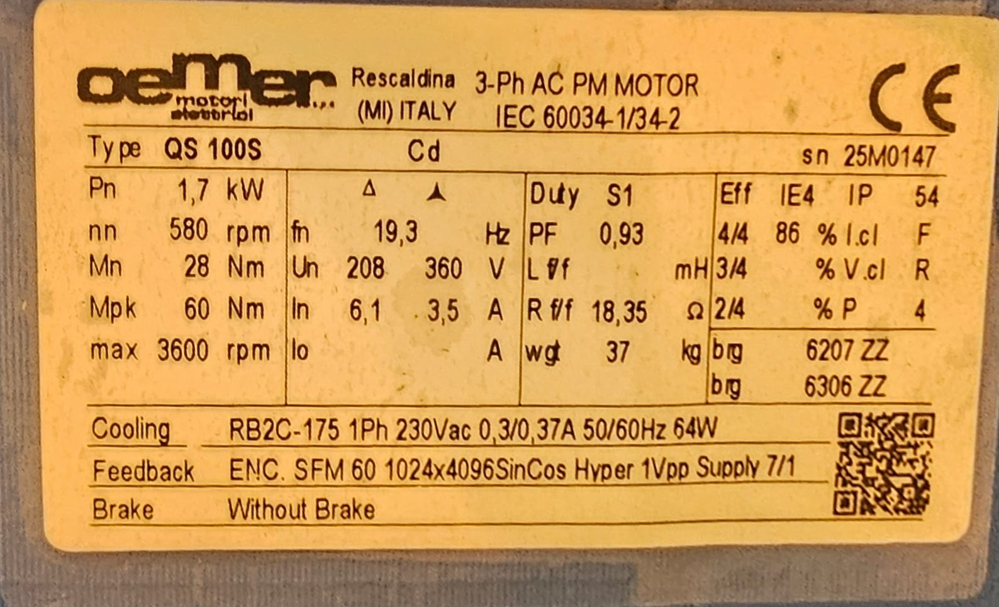 oemer motori elettrici s.p.a.
Rescaldina (MI) ITALY
3-Ph AC PM MOTOR
IEC 60034-1/34-2
CE
Type QS 100S Cd sn 25M0147
Pn 1,7 kW Δ Duty S1 Eff IE4 IP 54
nn 580 rpm fn 19,3 Hz PF 0,93 4/4 86 % I.cl F
Mn 28 Nm Un 208 360 V L f/f mH 3/4 % V.cl R
Mpk 60 Nm In 6,1 3,5 A R f/f 18,35 Ω 2/4 % P 4
max 3600 rpm Io A wgt 37 kg brg 6207 ZZ
brg 6306 ZZ
Cooling RB2C-175 1Ph 230Vac 0,3/0,37A 50/60Hz 64W
Feedback ENC. SFM 60 1024x4096SinCos Hyper 1Vpp Supply 7/1
Brake Without Brake